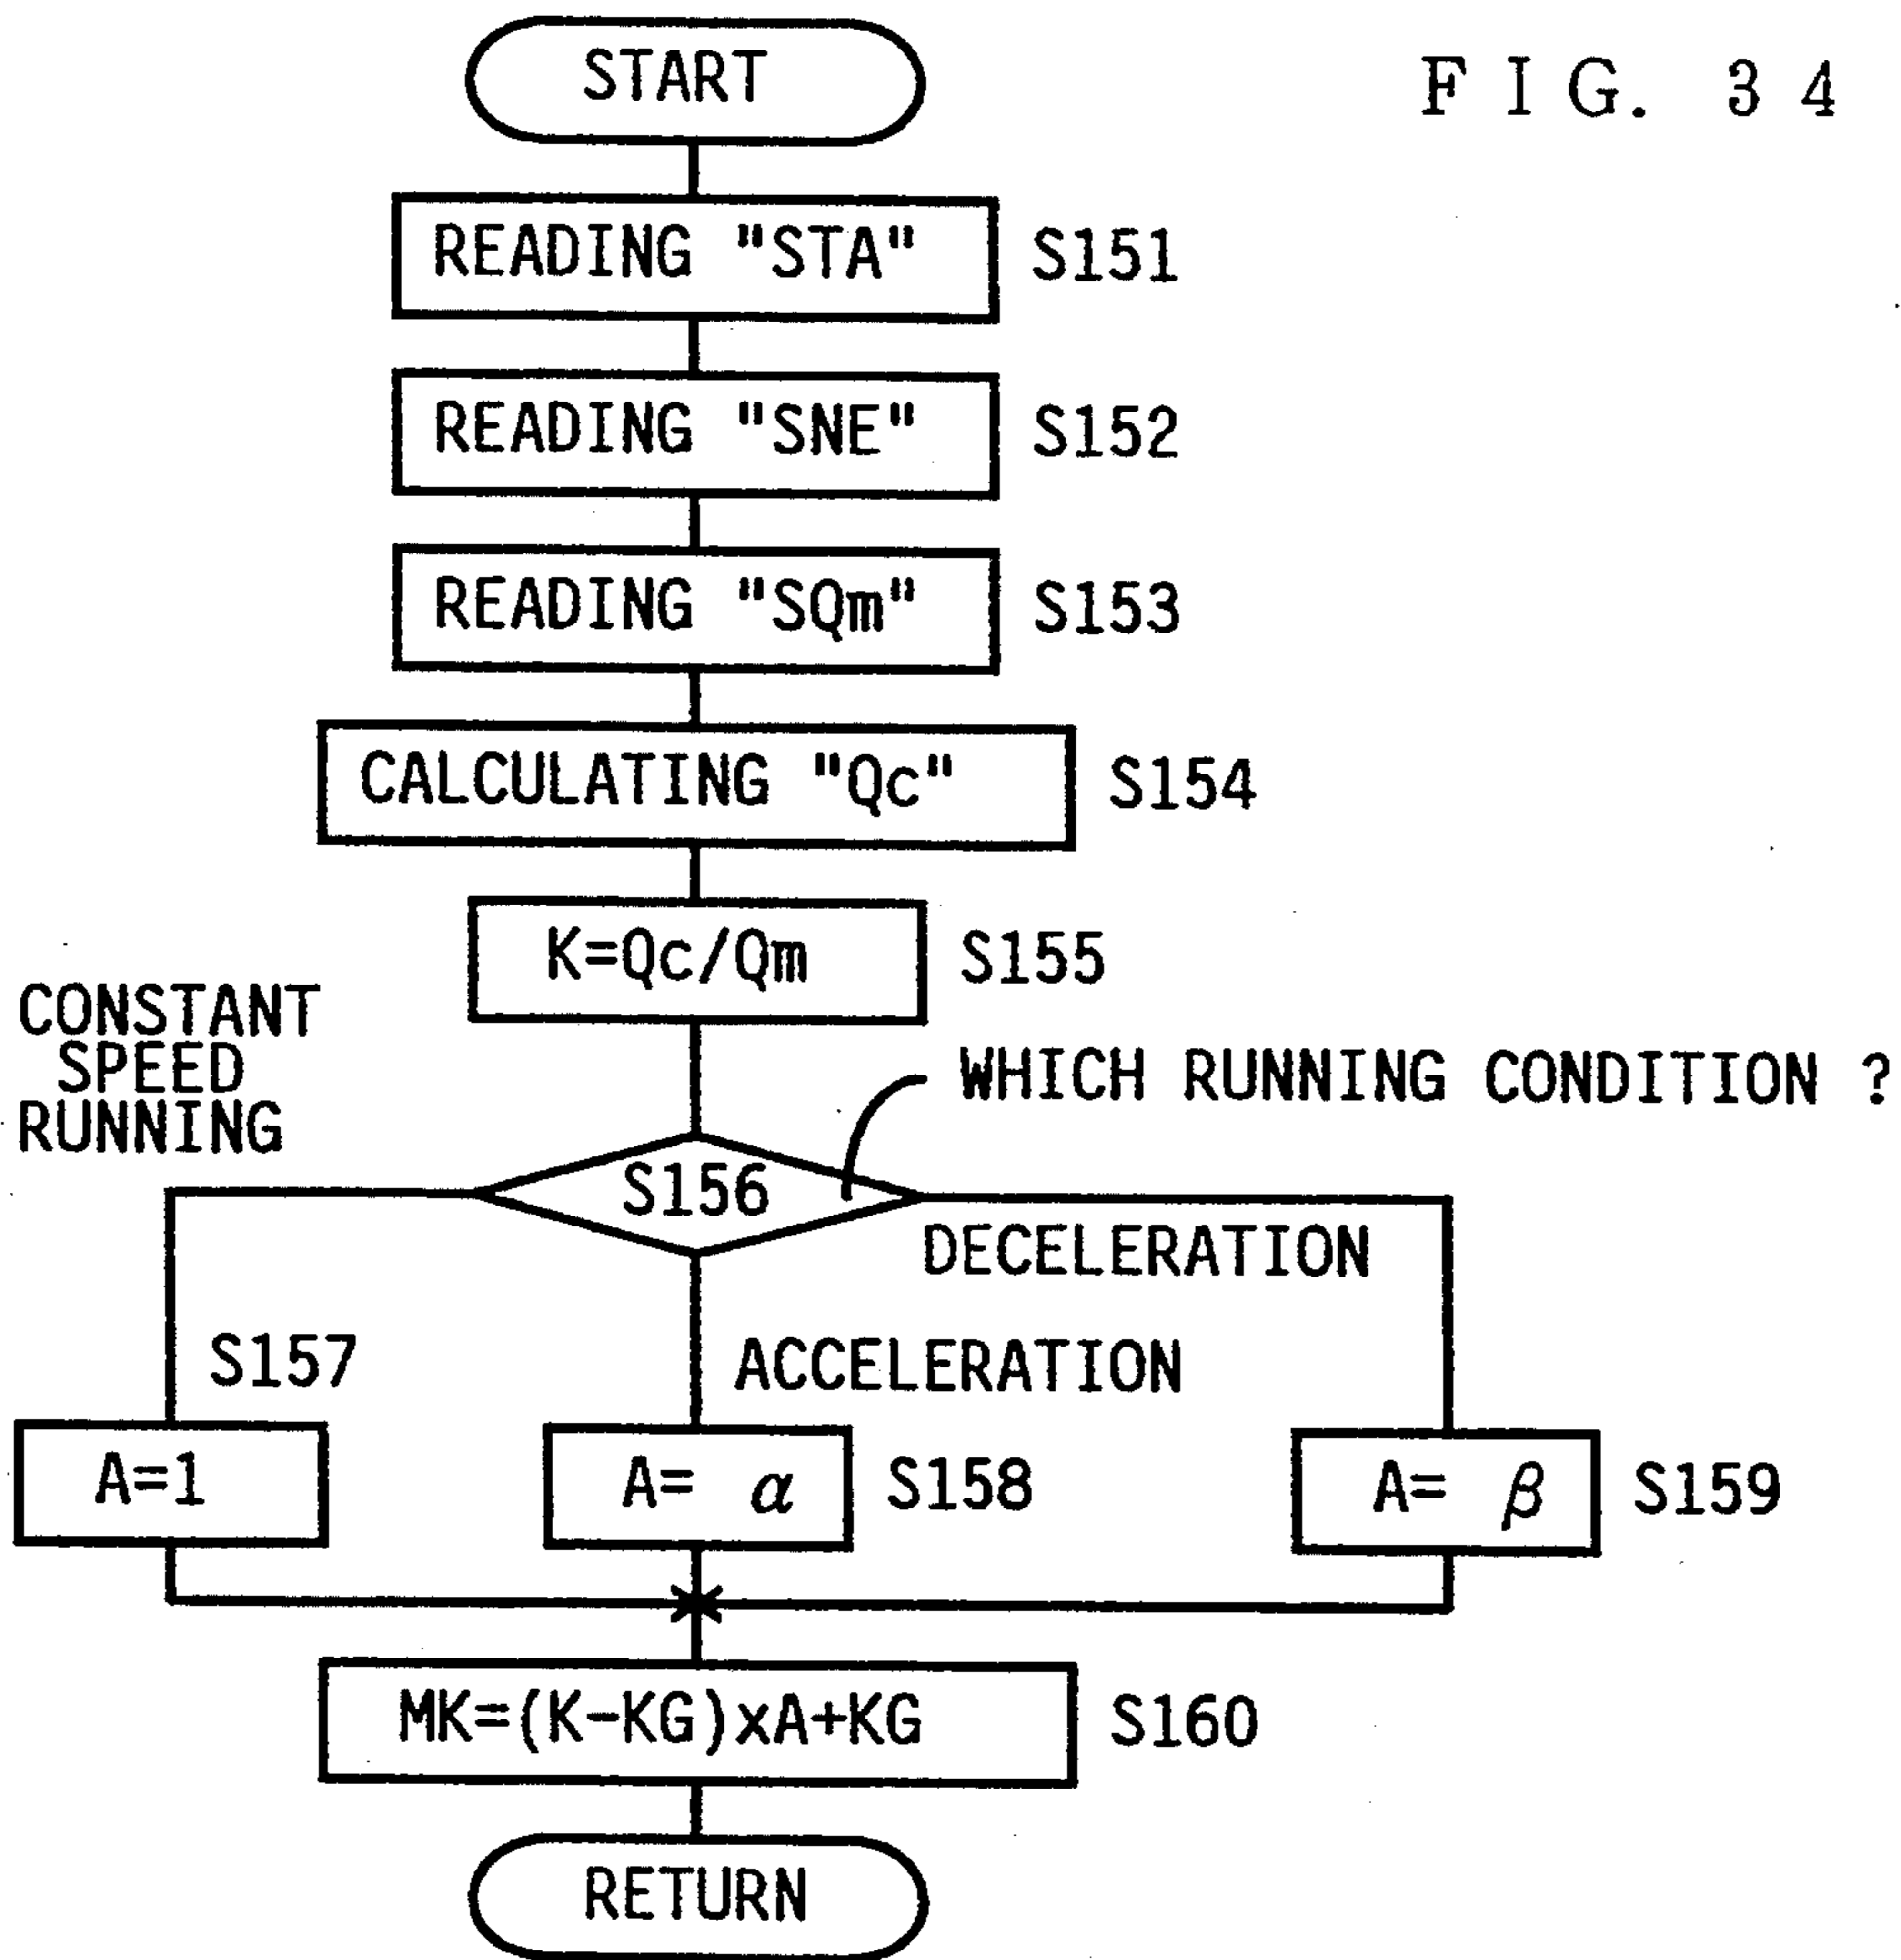 START
FIG. 34
READING "STA"
S151
READING "SNE"
S152
READING "SQm"
S153
CALCULATING "Qc"
S154
K=Qc/Qm
S155
CONSTANT
SPEED
RUNNING
WHICH RUNNING CONDITION ?
S156
DECELERATION
S157
ACCELERATION
A=1
A= α
S158
A= β
S159
MK=(K-KG)xA+KG
S160
RETURN